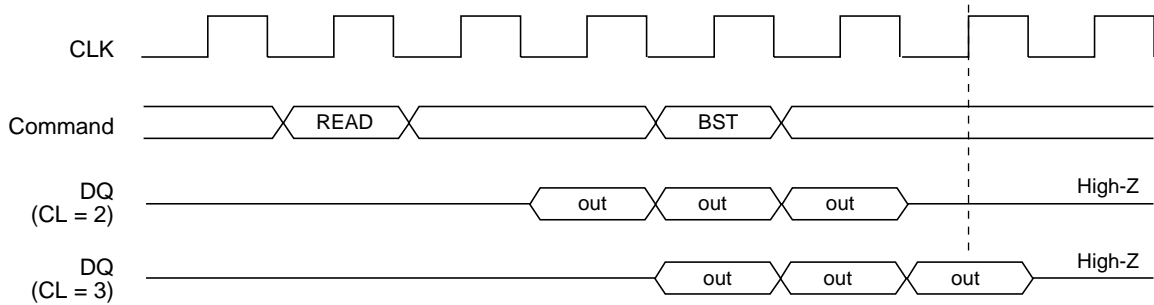 CLK
Command READ BST
DQ
(CL = 2) out out out High-Z
DQ
(CL = 3) out out out High-Z